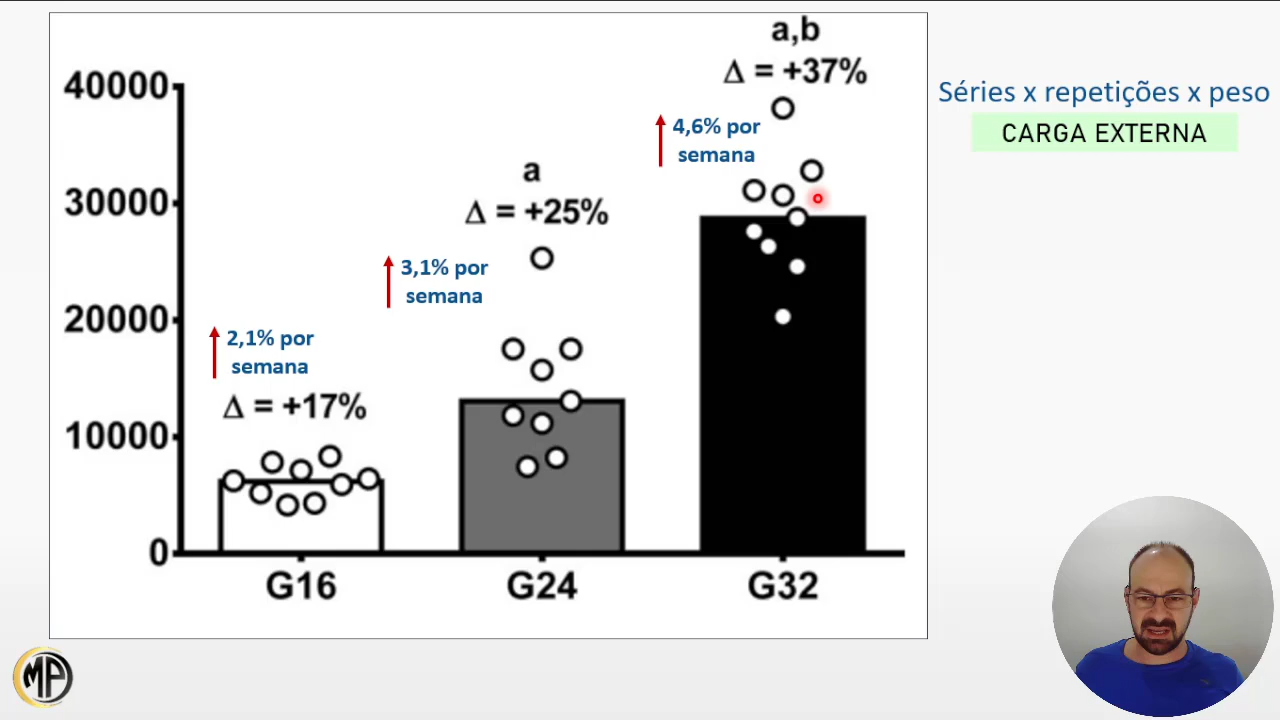 a,b
Δ = +37%
40000
Séries x repetições x peso
4,6% por
semana
CARGA EXTERNA
a
Δ = +25%
30000
3,1% por
semana
20000
2,1% por
semana
Δ = +17%
10000
0
G16
G24
G32
MP